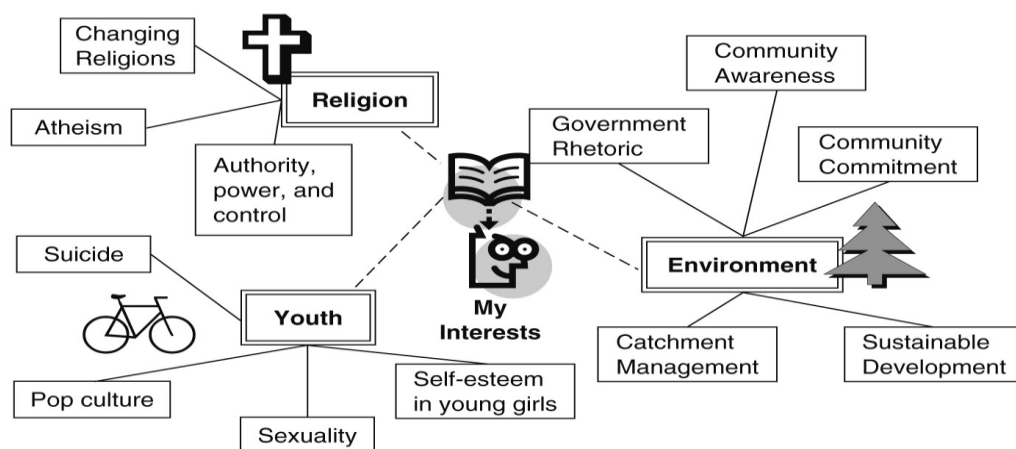 Changing
Religions
Religion
Atheism
Authority,
power, and
control
Community
Awareness
Government
Rhetoric
Community
Commitment
Environment
Catchment
Management
Sustainable
Development
My
Interests
Suicide
Youth
Pop culture
Sexuality
Self-esteem
in young girls